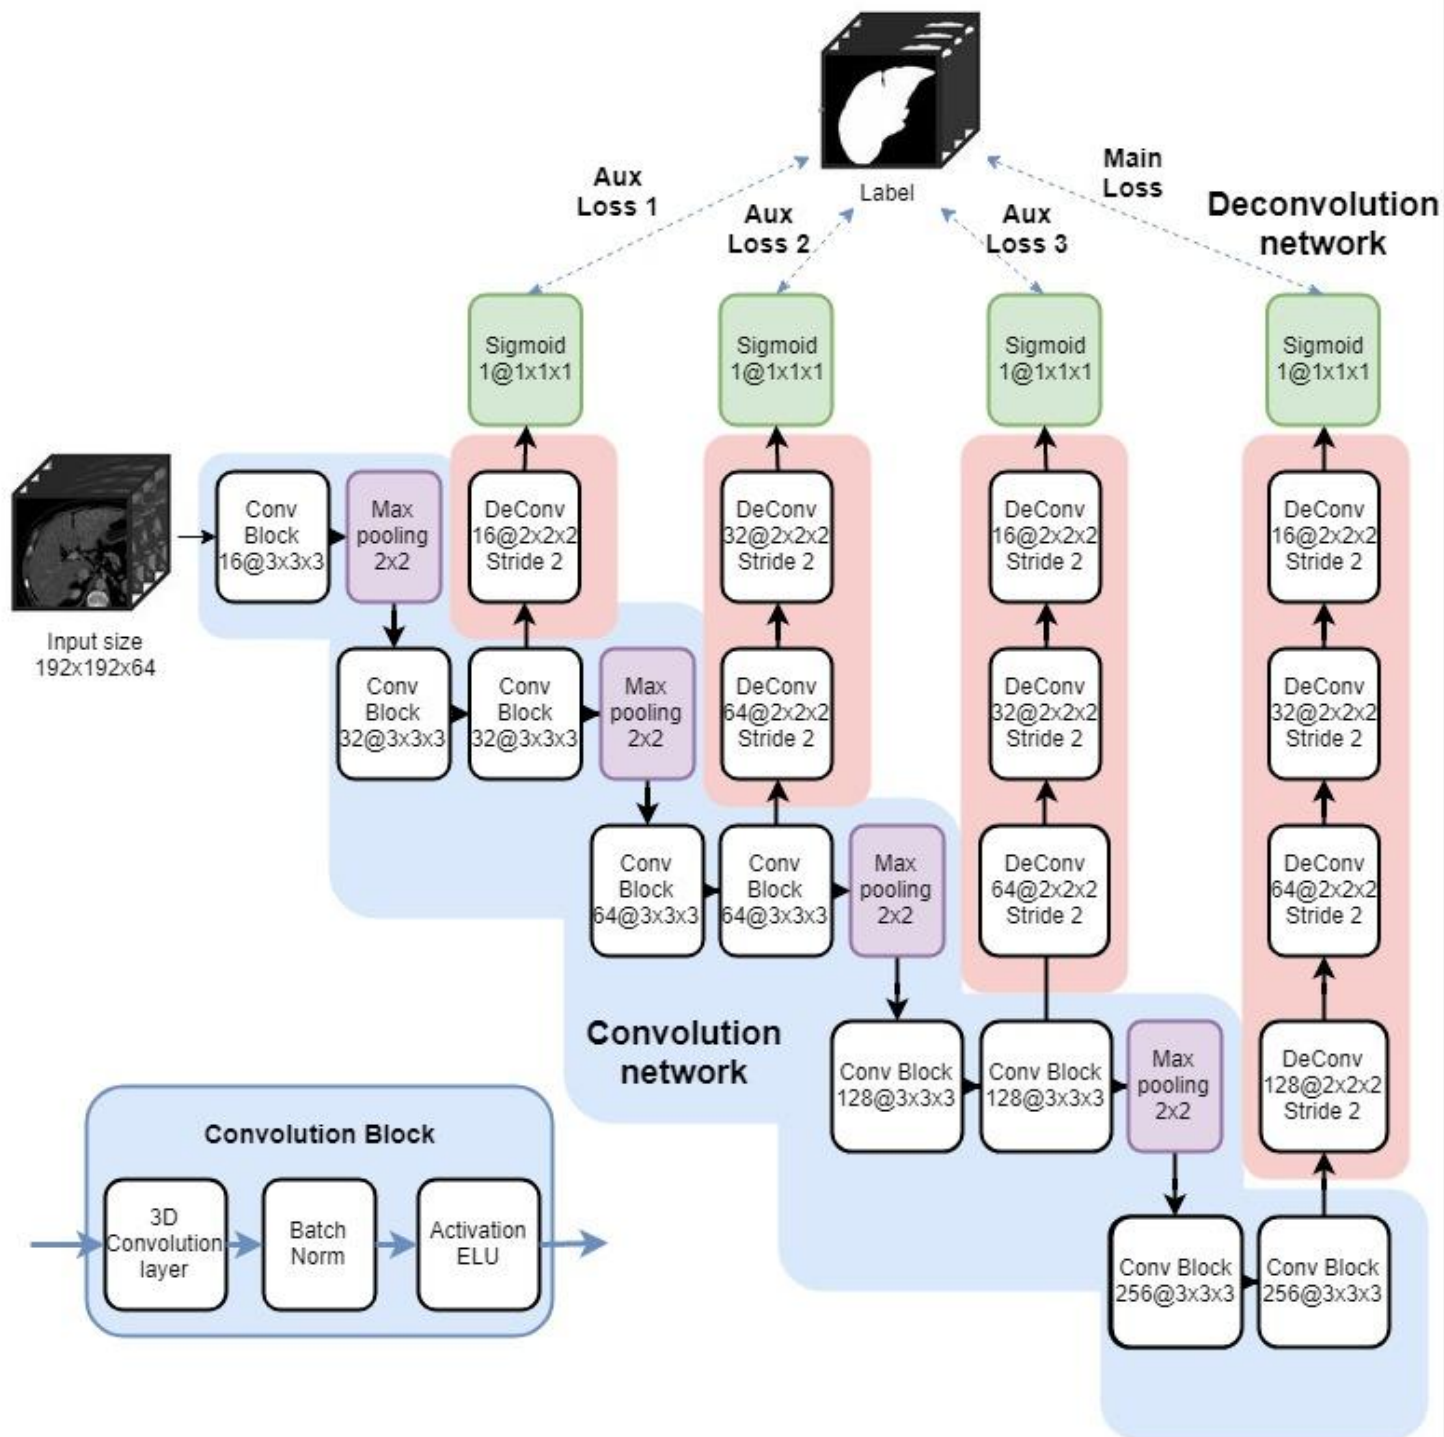 Label
Aux
Loss 1
Aux
Loss 2
Aux
Loss 3
Main
Loss
Deconvolution
network
Sigmoid
1@1x1x1
Sigmoid
1@1x1x1
Sigmoid
1@1x1x1
Sigmoid
1@1x1x1
Input size
192x192x64
Conv
Block
16@3x3x3
Max
pooling
2x2
DeConv
16@2x2x2
Stride 2
DeConv
32@2x2x2
Stride 2
DeConv
16@2x2x2
Stride 2
DeConv
16@2x2x2
Stride 2
Conv
Block
32@3x3x3
Conv
Block
32@3x3x3
Max
pooling
2x2
DeConv
64@2x2x2
Stride 2
DeConv
32@2x2x2
Stride 2
DeConv
32@2x2x2
Stride 2
Conv
Block
64@3x3x3
Conv
Block
64@3x3x3
Max
pooling
2x2
DeConv
64@2x2x2
Stride 2
DeConv
64@2x2x2
Stride 2
Convolution
network
Conv Block
128@3x3x3
Conv Block
128@3x3x3
Max
pooling
2x2
DeConv
128@2x2x2
Stride 2
Conv Block
256@3x3x3
Conv Block
256@3x3x3
Convolution Block
3D
Convolution
layer
Batch
Norm
Activation
ELU